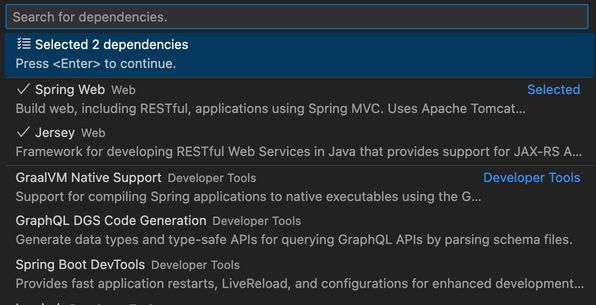 Search for dependencies.
Selected 2 dependencies
Press <Enter> to continue.
Spring Web Web Selected
Build web, including RESTful, applications using Spring MVC. Uses Apache Tomcat...
Jersey Web
Framework for developing RESTful Web Services in Java that provides support for JAX-RS A...
GraalVM Native Support Developer Tools Developer Tools
Support for compiling Spring applications to native executables using the G...
GraphQL DGS Code Generation Developer Tools
Generate data types and type-safe APIs for querying GraphQL APIs by parsing schema files.
Spring Boot DevTools Developer Tools
Provides fast application restarts, LiveReload, and configurations for enhanced development...